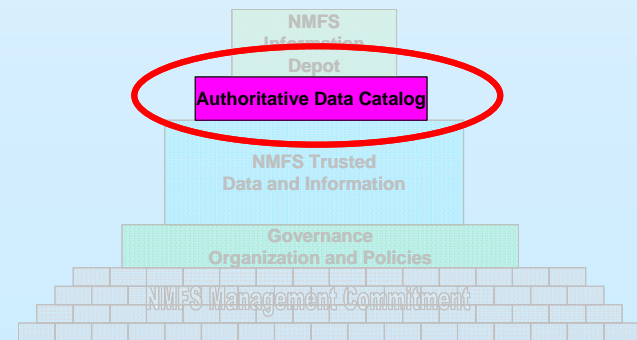 NMFS
Information
Depot
Authoritative Data Catalog
NMFS Trusted
Data and Information
Governance
Organization and Policies
NMFS Management Commitment